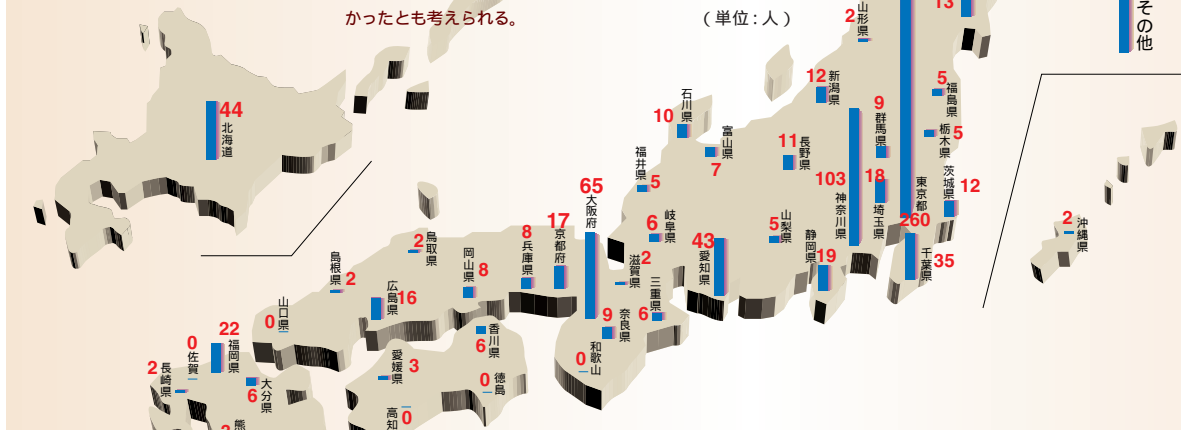 かったとも考えられる。
(単位:人)
その他
2
山形県
13
44
北海道
12
新潟県
5
福島県
10
石川県
7
富山県
11
長野県
9
群馬県
5
栃木県
福井県
5
103
神奈川県
18
埼玉県
東京都
260
茨城県
12
65
大阪府
6
岐阜県
43
愛知県
5
山梨県
静岡県
19
千葉県
35
2
沖縄県
2
鳥取県
8
兵庫県
17
京都府
滋賀県
2
三重県
6
島根県
2
岡山県
8
広島県
16
山口県
0
9
奈良県
和歌山
0
香川県
6
徳島
0
愛媛県
3
高知
0
22
福岡県
0
佐賀
2
長崎県
大分県
6
熊